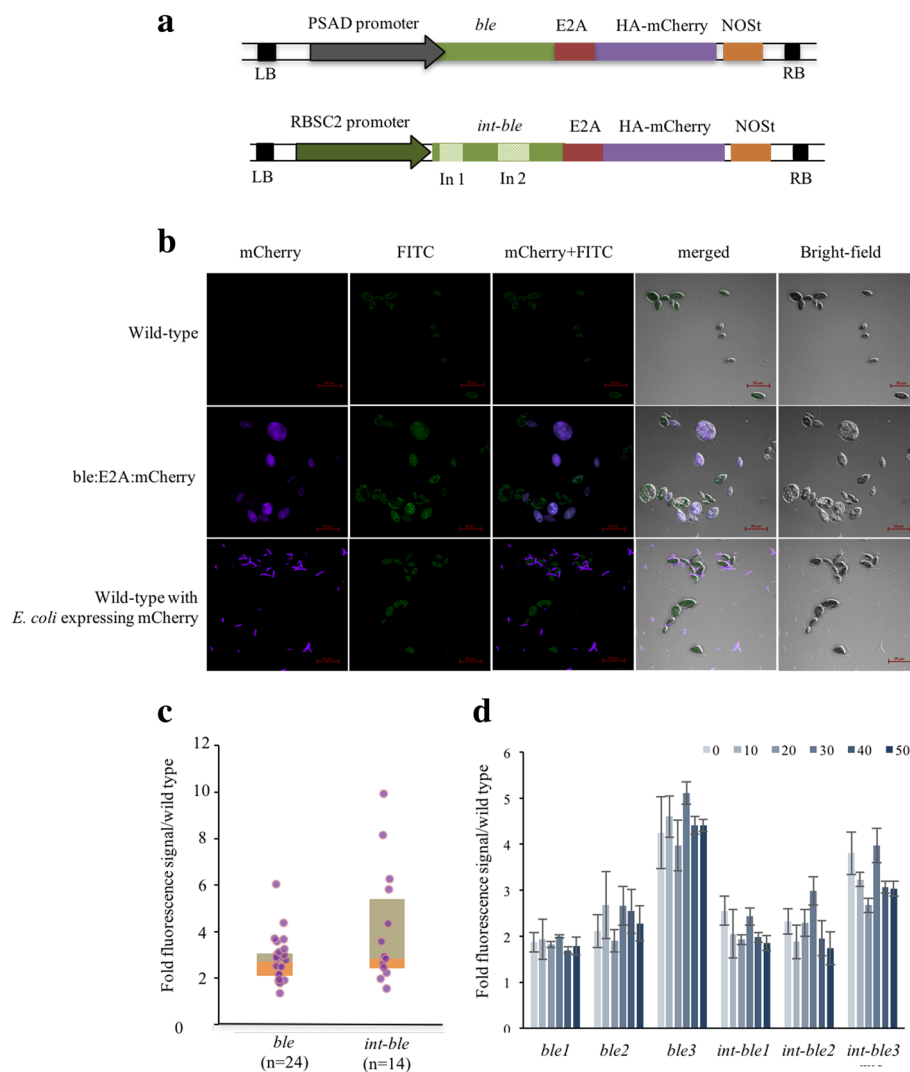 a
PSAD promoter ble E2A HA-mCherry NOSt
LB RB
RBSC2 promoter int-ble E2A HA-mCherry NOSt
LB In 1 In 2 RB
b
mCherry FITC mCherry+FITC merged Bright-field
Wild-type
ble:E2A:mCherry
Wild-type with
E. coli expressing mCherry
c
Fold fluorescence signal/wild type
12
10
8
6
4
2
0
ble int-ble
(n=24) (n=14)
d
0 10 20 30 40 50
Fold fluorescence signal/wild type
6
5
4
3
2
1
0
ble1 ble2 ble3 int-ble1 int-ble2 int-ble3